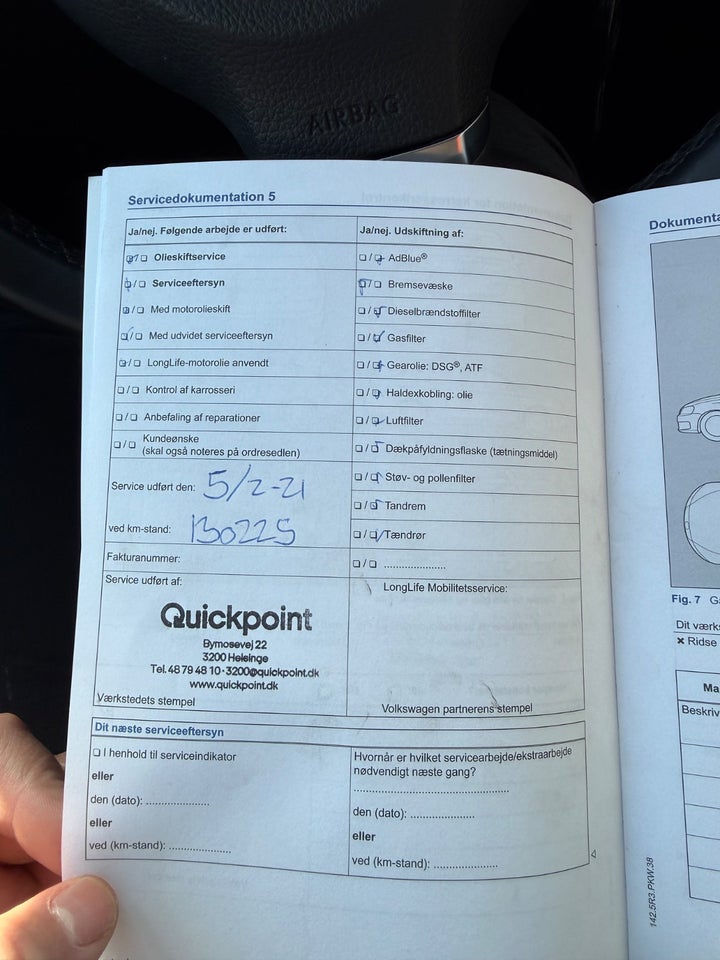 AIRBAG
Servicedokumentation 5
Ja/nej. Følgende arbejde er udført:
Olieskiftservice
Serviceeftersyn
Med motorolieskift
Med udvidet serviceeftersyn
LongLife-motorolie anvendt
Kontrol af karrosseri
Anbefaling af reparationer
Kundeønske
(skal også noteres på ordresedlen)
Service udført den: 5/2-21
ved km-stand: 130225
Fakturanummer:
Service udført af:
Quickpoint
Bymosevej 22
3200 Helsinge
Tel. 48 79 48 10 · 3200@quickpoint.dk
www.quickpoint.dk
Værkstedets stempel
Ja/nej. Udskiftning af:
AdBlue®
Bremsevæske
Dieselbrændstoffilter
Gasfilter
Gearolie: DSG®, ATF
Haldexkobling: olie
Luftfilter
Dækpåfyldningsflaske (tætningsmiddel)
Støv- og pollenfilter
Tandrem
Tændrør
LongLife Mobilitetsservice:
Volkswagen partnerens stempel
Dit næste serviceeftersyn
I henhold til serviceindikator
eller
den (dato): ....................
eller
ved (km-stand): ....................
Hvornår er hvilket servicearbejde/ekstraarbejde
nødvendigt næste gang?
den (dato): ....................
eller
ved (km-stand): ....................
142.5R3.PKW.38
Fig. 7
Dit
Ridse